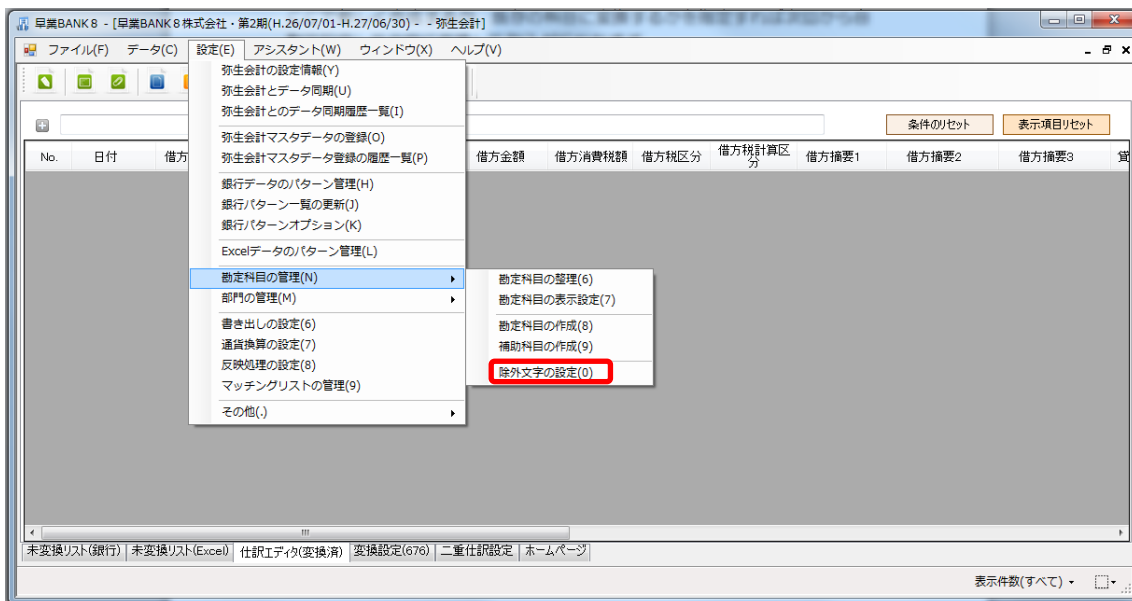 早業BANK８ - [早業BANK８株式会社・第2期(H.26/07/01-H.27/06/30) - - 弥生会計]
ファイル(F) データ(C) 設定(E) アシスタント(W) ウィンドウ(X) ヘルプ(V)
弥生会計の設定情報(Y)
弥生会計とデータ同期(U)
弥生会計とのデータ同期履歴一覧(I)
弥生会計マスタデータの登録(O)
弥生会計マスタデータ登録の履歴一覧(P)
銀行データのパターン管理(H)
銀行パターン一覧の更新(J)
銀行パターンオプション(K)
Excelデータのパターン管理(L)
勘定科目の管理(N)
部門の管理(M)
書き出しの設定(6)
通貨換算の設定(7)
反映処理の設定(8)
マッチングリストの管理(9)
その他(.)
勘定科目の整理(6)
勘定科目の表示設定(7)
勘定科目の作成(8)
補助科目の作成(9)
除外文字の設定(0)
条件のリセット 表示項目リセット
No. 日付 借方 借方金額 借方消費税額 借方税区分 借方税計算区分 借方摘要1 借方摘要2 借方摘要3 貸
未変換リスト(銀行) 未変換リスト(Excel) 仕訳エディタ(変換済) 変換設定(676) 二重仕訳設定 ホームページ
表示件数(すべて)